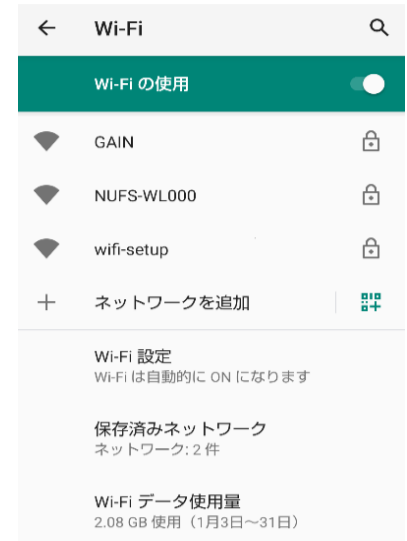 Wi-Fi
Wi-Fi の使用
GAIN
NUFS-WL000
wifi-setup
ネットワークを追加
Wi-Fi 設定
Wi-Fi は自動的に ON になります
保存済みネットワーク
ネットワーク: 2 件
Wi-Fi データ使用量
2.08 GB 使用（1月3日～31日）